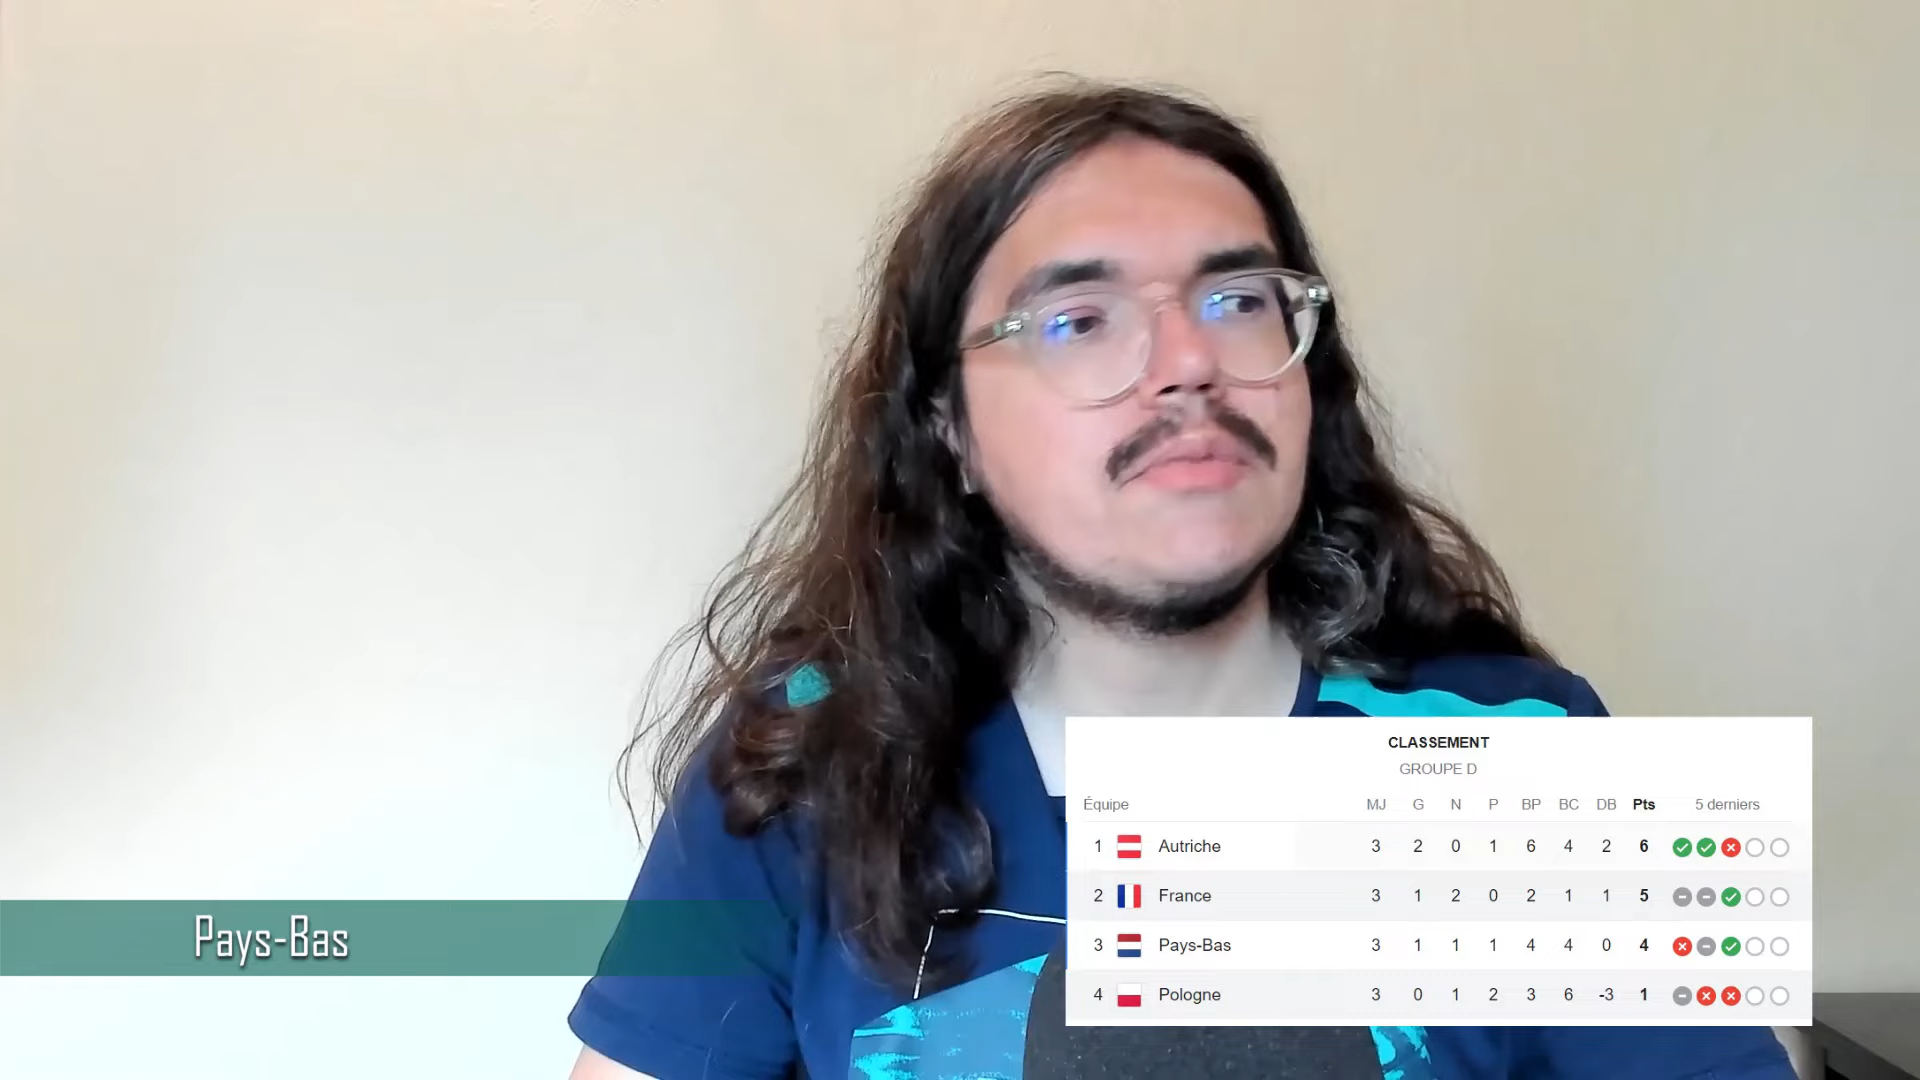 Pays-Bas
CLASSEMENT
GROUPE D
Équipe MJ G N P BP BC DB Pts 5 derniers
1 Autriche 3 2 0 1 6 4 2 6
2 France 3 1 2 0 2 1 1 5
3 Pays-Bas 3 1 1 1 4 4 0 4
4 Pologne 3 0 1 2 3 6 -3 1